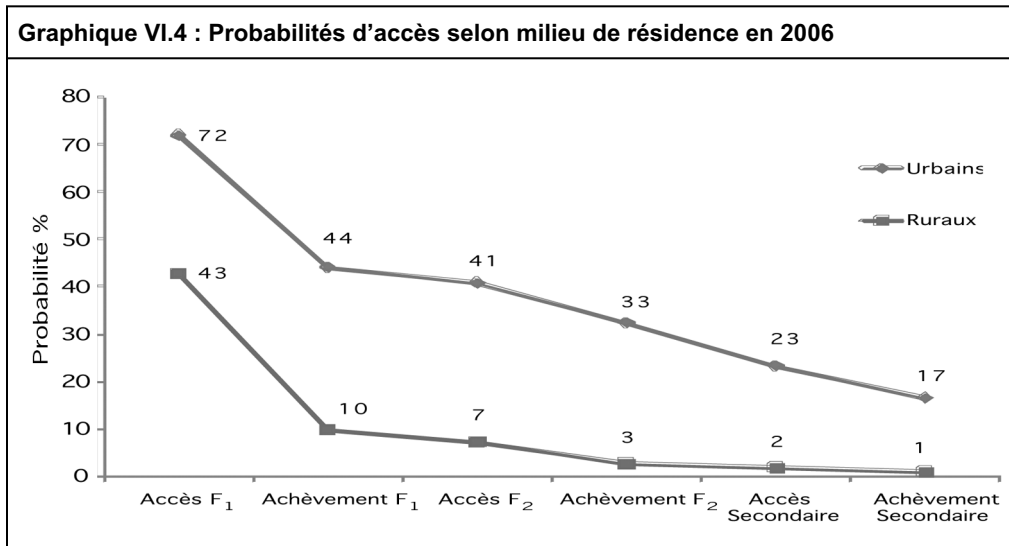 Graphique VI.4 : Probabilités d’accès selon milieu de résidence en 2006
80
70
60
50
40
30
20
10
0
Probabilité %
72
44
41
33
23
17
43
10
7
3
2
1
Urbains
Ruraux
Accès F₁
Achèvement F₁
Accès F₂
Achèvement F₂
Accès
Secondaire
Achèvement
Secondaire